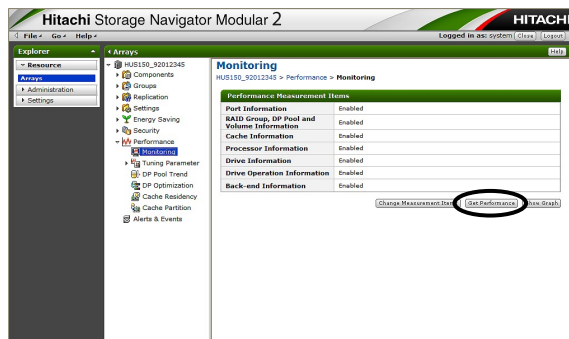 Hitachi Storage Navigator Modular 2
HITACHI
File Go Help
Logged in as: system Close Logout
Explorer
Arrays
Help
Resource
Arrays
Administration
Settings
HUS150_92012345
Components
Groups
Replication
Settings
Energy Saving
Security
Performance
Monitoring
Tuning Parameter
DP Pool Trend
DP Optimization
Cache Residency
Cache Partition
Alerts & Events
Monitoring
HUS150_92012345 > Performance > Monitoring
Performance Measurement Items
Port Information Enabled
RAID Group, DP Pool and
Volume Information Enabled
Cache Information Enabled
Processor Information Enabled
Drive Information Enabled
Drive Operation Information Enabled
Back-end Information Enabled
Change Measurement Items Get Performance Show Graph